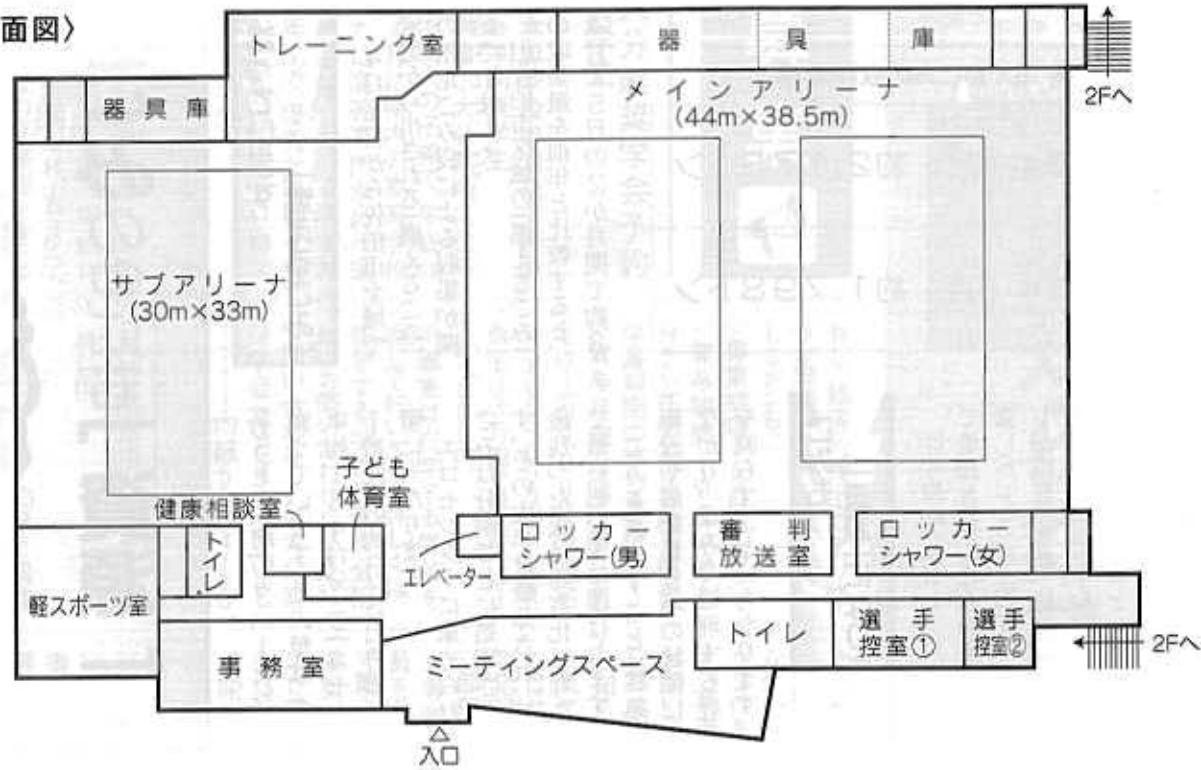 面図〉
トレーニング室
器具庫
2Fへ
器具庫
メインアリーナ
(44m×38.5m)
サブアリーナ
(30m×33m)
子ども
体育室
健康相談室
トイレ
エレベーター
ロッカー
シャワー(男)
審判
放送室
ロッカー
シャワー(女)
軽スポーツ室
事務室
ミーティングスペース
トイレ
選手
控室①
選手
控室②
2Fへ
入口